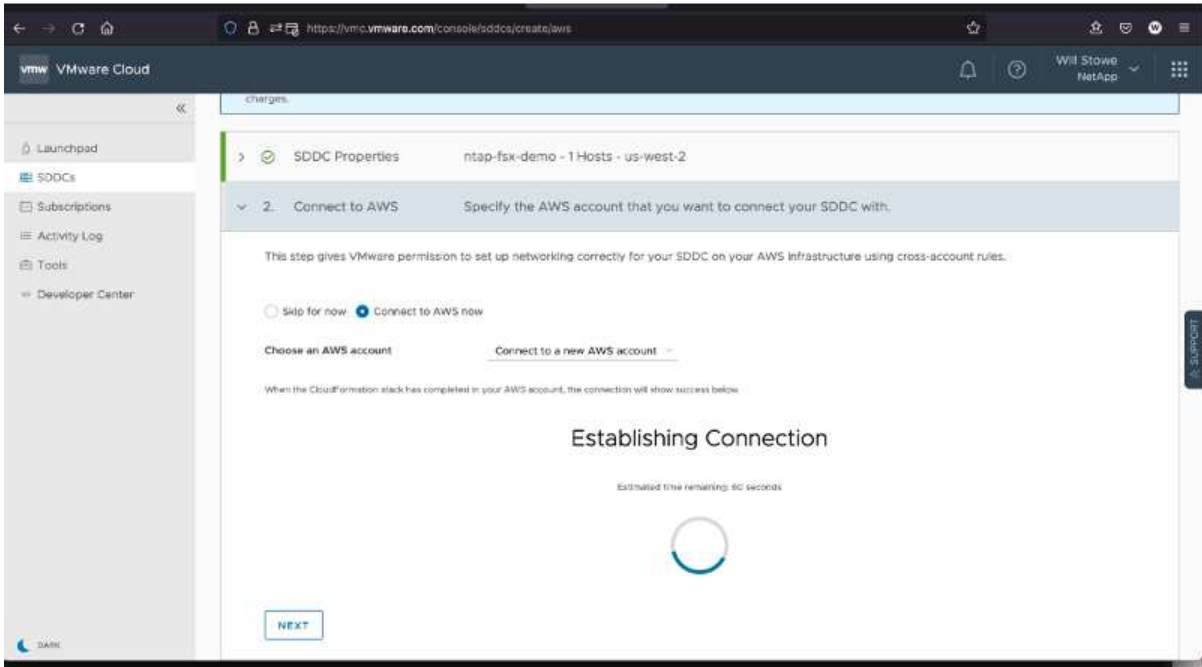 https://vmc.vmware.com/console/sddcs/create/aws
W
vmw VMware Cloud
Will Stowe
NetApp
charges.
Launchpad
SDDCs
Subscriptions
Activity Log
Tools
Developer Center
SDDC Properties ntap-fsx-demo - 1 Hosts - us-west-2
2. Connect to AWS Specify the AWS account that you want to connect your SDDC with.
This step gives VMware permission to set up networking correctly for your SDDC on your AWS infrastructure using cross-account rules.
Skip for now Connect to AWS now
Choose an AWS account Connect to a new AWS account
When the CloudFormation stack has completed in your AWS account, the connection will show success below.
Establishing Connection
Estimated time remaining: 60 seconds
NEXT
SUPPORT
DARK